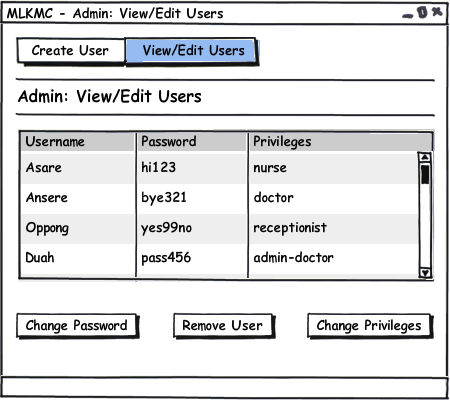 MLKMC - Admin: View/Edit Users
Create User View/Edit Users
Admin: View/Edit Users
Username Password Privileges
Asare hi123 nurse
Ansere bye321 doctor
Oppong yes99no receptionist
Duah pass456 admin-doctor
Change Password Remove User Change Privileges